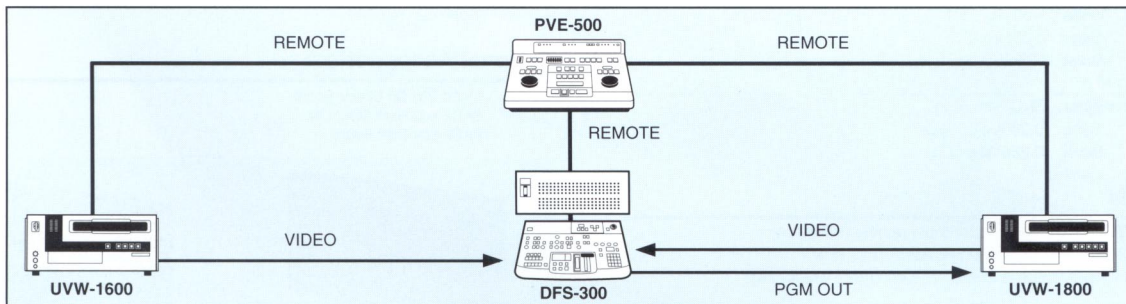 PVE-500
REMOTE
REMOTE
REMOTE
VIDEO
VIDEO
UVW-1600
DFS-300
PGM OUT
UVW-1800